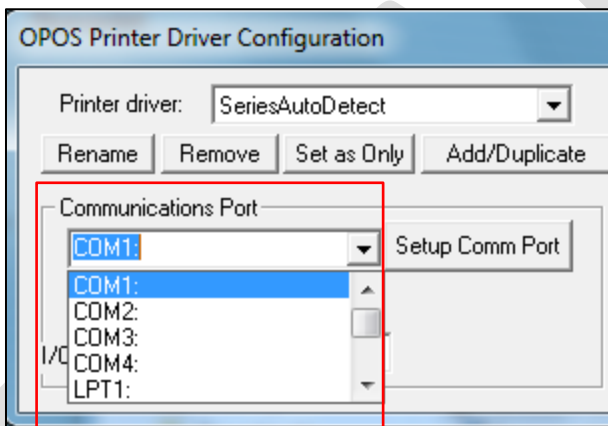 OPOS Printer Driver Configuration
Printer driver: SeriesAutoDetect
Rename Remove Set as Only Add/Duplicate
Communications Port
COM1: Setup Comm Port
COM1:
COM2:
COM3:
COM4:
LPT1: